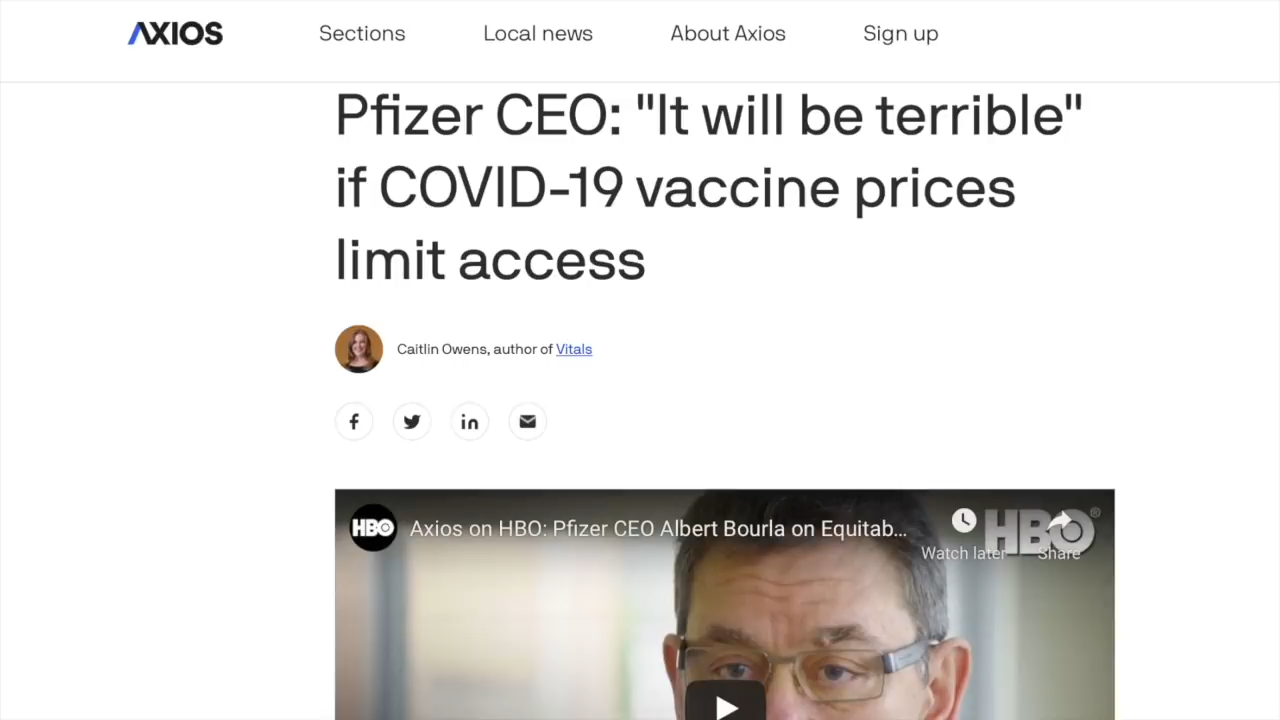 AXIOS Sections Local news About Axios Sign up
Pfizer CEO: "It will be terrible"
if COVID-19 vaccine prices
limit access
Caitlin Owens, author of Vitals
f in
HBO Axios on HBO: Pfizer CEO Albert Bourla on Equitab... HBO®
Watch later Share